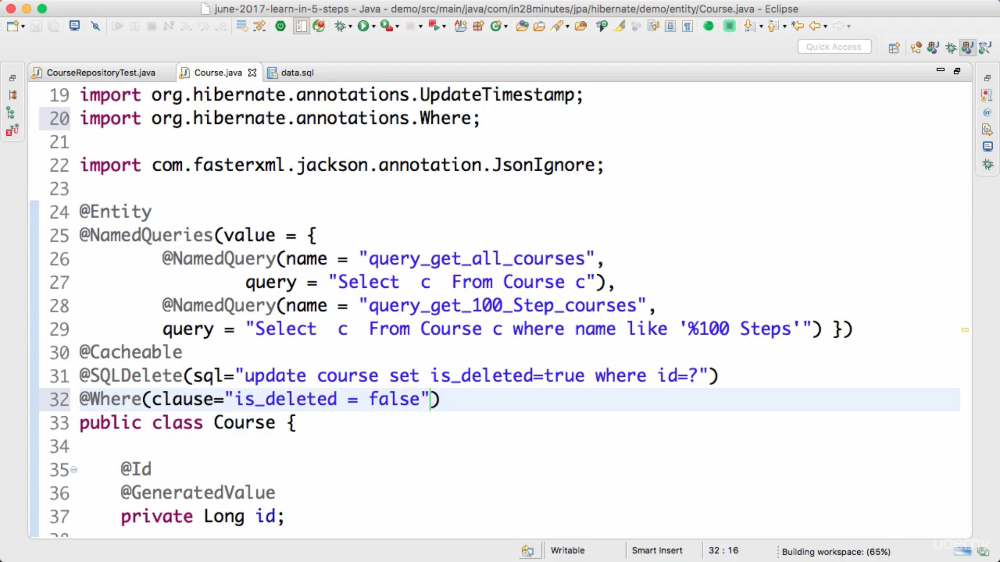 june-2017-learn-in-5-steps - Java - demo/src/main/java/com/in28minutes/jpa/hibernate/demo/entity/Course.java - Eclipse
Quick Access
CourseRepositoryTest.java
Course.java
data.sql
19 import org.hibernate.annotations.UpdateTimestamp;
20 import org.hibernate.annotations.Where;
21
22 import com.fasterxml.jackson.annotation.JsonIgnore;
23
24 @Entity
25 @NamedQueries(value = {
26 @NamedQuery(name = "query_get_all_courses",
27 query = "Select  c  From Course c"),
28 @NamedQuery(name = "query_get_100_Step_courses",
29 query = "Select  c  From Course c where name like '%100 Steps'") })
30 @Cacheable
31 @SQLDelete(sql="update course set is_deleted=true where id=?")
32 @Where(clause="is_deleted = false")
33 public class Course {
34
35 @Id
36 @GeneratedValue
37 private Long id;
38
Writable
Smart Insert
32 : 16
Building workspace: (65%)
udemy